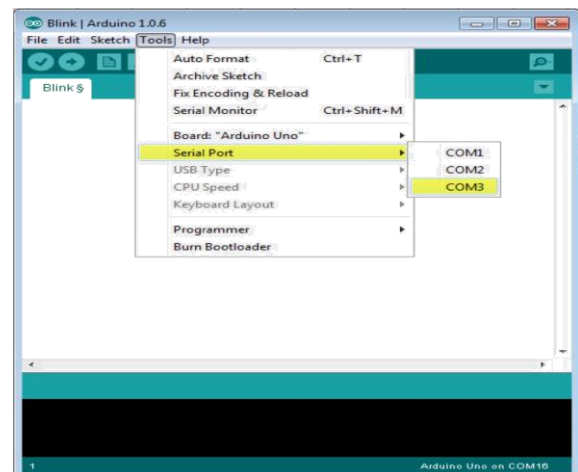 Blink | Arduino 1.0.6
File Edit Sketch Tools Help
Blink §
Auto Format Ctrl+T
Archive Sketch
Fix Encoding & Reload
Serial Monitor Ctrl+Shift+M
Board: "Arduino Uno"
Serial Port
USB Type
CPU Speed
Keyboard Layout
Programmer
Burn Bootloader
COM1
COM2
COM3
1 Arduino Uno on COM16